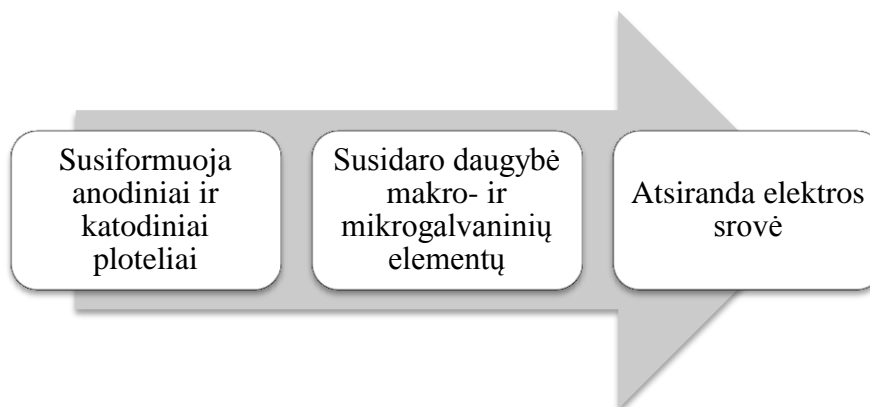 Susiformuoja
anodiniai ir
katodiniai
ploteliai
Susidaro daugybė
makro- ir
mikrogalvaninių
elementų
Atsiranda elektros
srovė